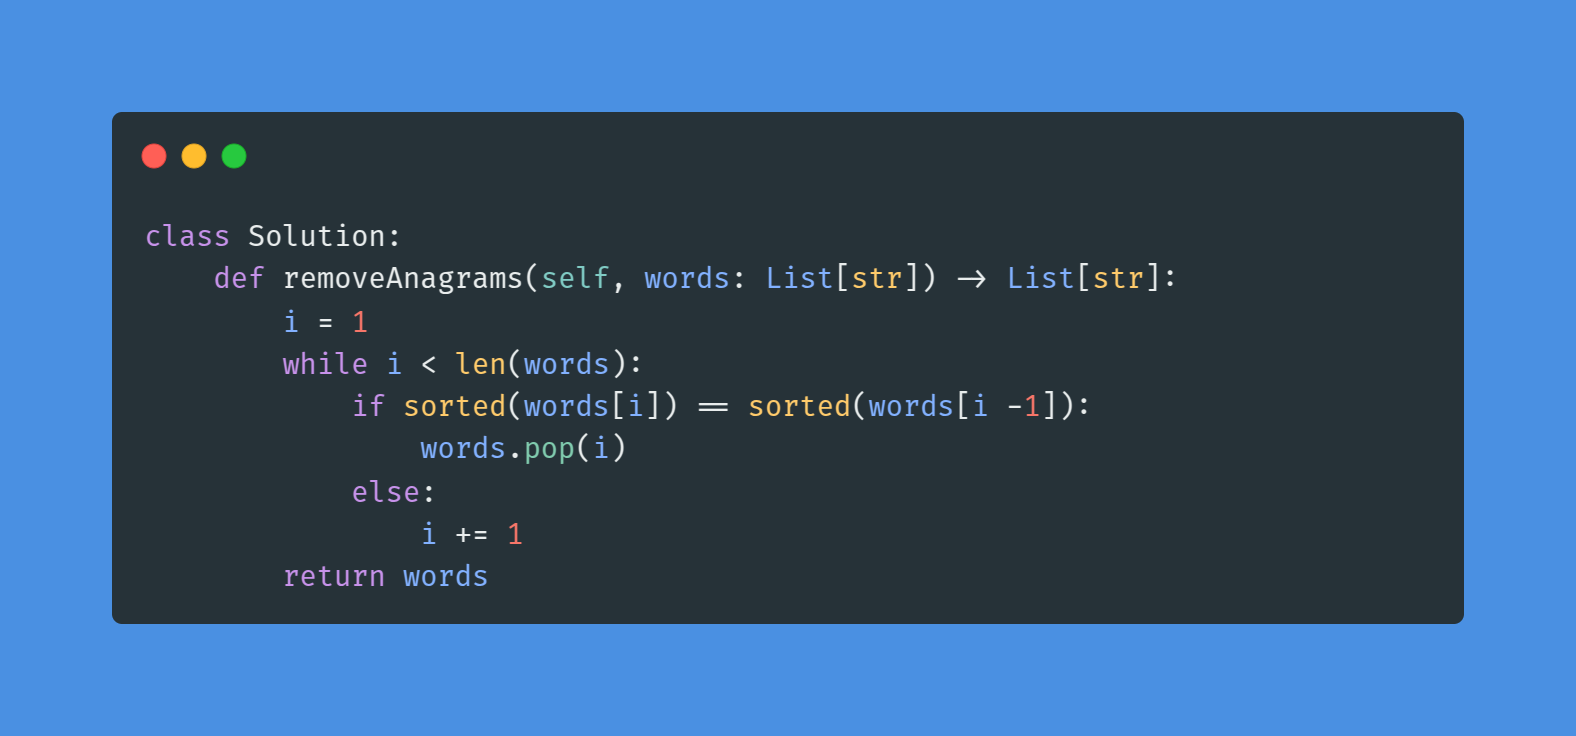 class Solution:
    def removeAnagrams(self, words: List[str]) -> List[str]:
        i = 1
        while i < len(words):
            if sorted(words[i]) == sorted(words[i -1]):
                words.pop(i)
            else:
                i += 1
        return words